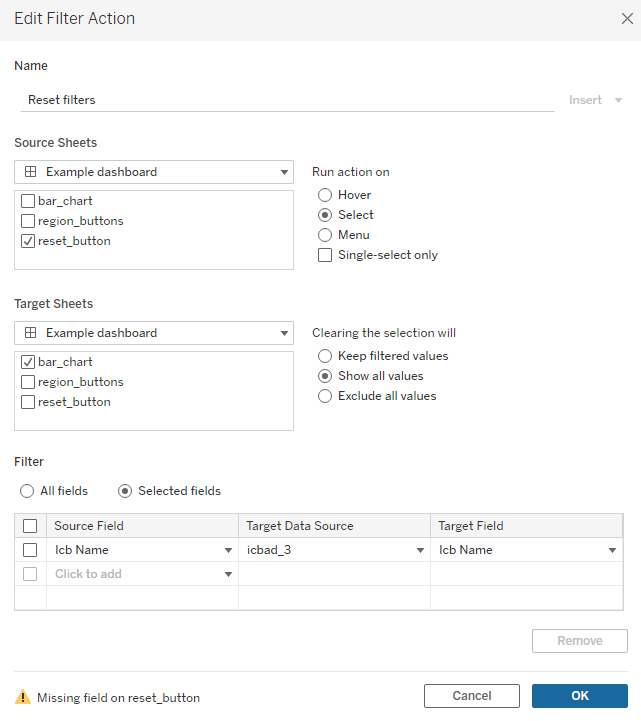 Edit Filter Action
Name
Reset filters
Insert
Source Sheets
Example dashboard
Run action on
bar_chart
region_buttons
reset_button
Hover
Select
Menu
Single-select only
Target Sheets
Example dashboard
Clearing the selection will
bar_chart
region_buttons
reset_button
Keep filtered values
Show all values
Exclude all values
Filter
All fields Selected fields
Source Field Target Data Source Target Field
Icb Name icbad_3 Icb Name
Click to add
Remove
Missing field on reset_button
Cancel OK